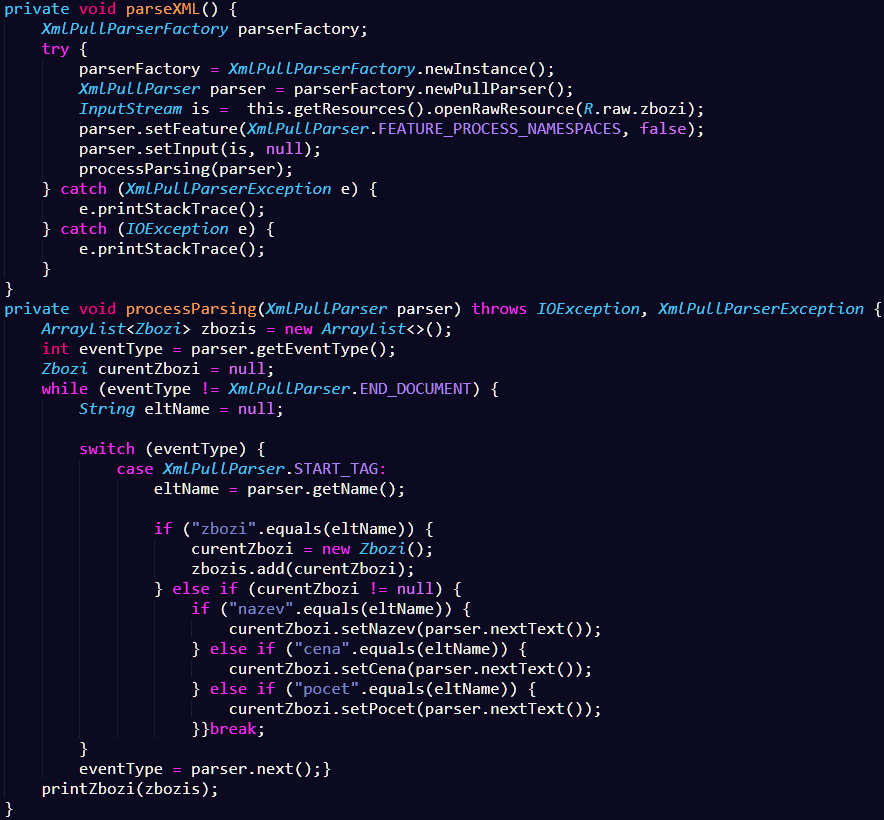 private void parseXML() {
    XmlPullParserFactory parserFactory;
    try {
        parserFactory = XmlPullParserFactory.newInstance();
        XmlPullParser parser = parserFactory.newPullParser();
        InputStream is =  this.getResources().openRawResource(R.raw.zbozi);
        parser.setFeature(XmlPullParser.FEATURE_PROCESS_NAMESPACES, false);
        parser.setInput(is, null);
        processParsing(parser);
    } catch (XmlPullParserException e) {
        e.printStackTrace();
    } catch (IOException e) {
        e.printStackTrace();
    }
}
private void processParsing(XmlPullParser parser) throws IOException, XmlPullParserException {
    ArrayList<Zbozi> zbozis = new ArrayList<>();
    int eventType = parser.getEventType();
    Zbozi curentZbozi = null;
    while (eventType != XmlPullParser.END_DOCUMENT) {
        String eltName = null;

        switch (eventType) {
            case XmlPullParser.START_TAG:
                eltName = parser.getName();

                if ("zbozi".equals(eltName)) {
                    curentZbozi = new Zbozi();
                    zbozis.add(curentZbozi);
                } else if (curentZbozi != null) {
                    if ("nazev".equals(eltName)) {
                        curentZbozi.setNazev(parser.nextText());
                    } else if ("cena".equals(eltName)) {
                        curentZbozi.setCena(parser.nextText());
                    } else if ("pocet".equals(eltName)) {
                        curentZbozi.setPocet(parser.nextText());
                    }}break;
        }
        eventType = parser.next();}
    printZbozi(zbozis);
}